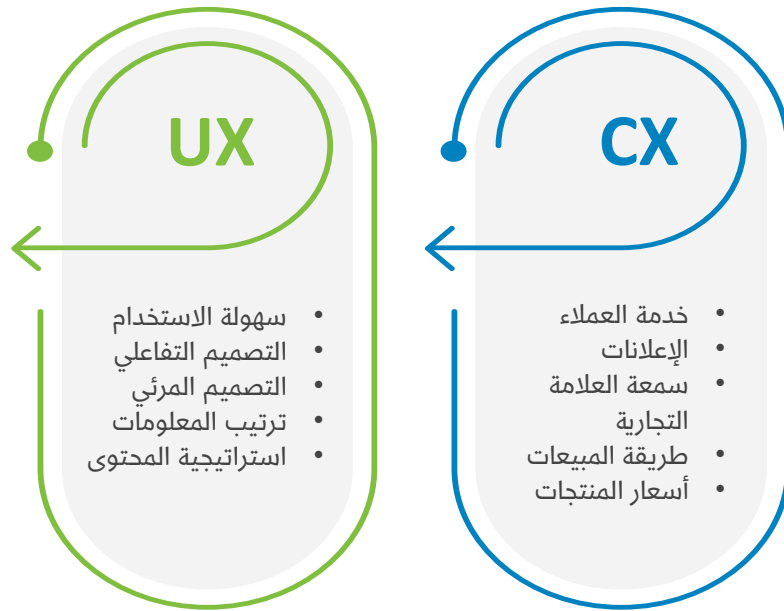 CX
• خدمة العملاء
• الإعلانات
• سمعة العلامة
التجارية
• طريقة المبيعات
• أسعار المنتجات
UX
• سهولة الاستخدام
• التصميم التفاعلي
• التصميم المرئي
• ترتيب المعلومات
• استراتيجية المحتوى